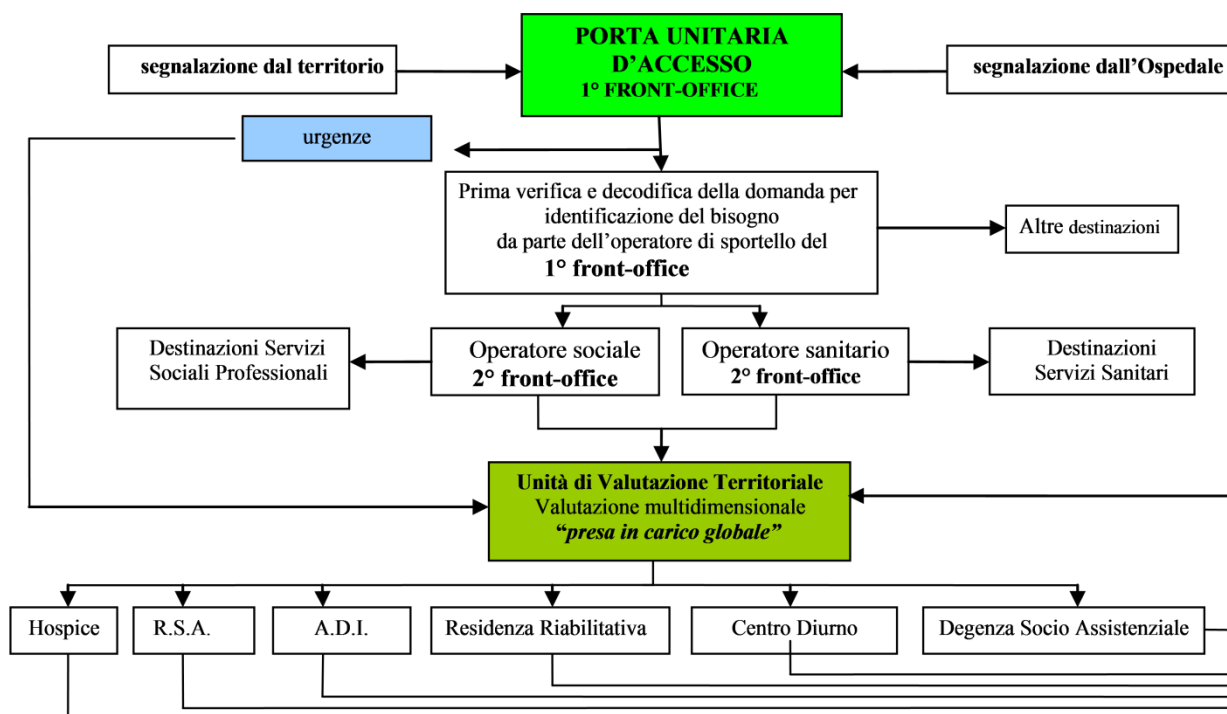 PORTA UNITARIA
D’ACCESSO
1° FRONT-OFFICE
segnalazione dal territorio
segnalazione dall’Ospedale
urgenze
Prima verifica e decodifica della domanda per
identificazione del bisogno
da parte dell’operatore di sportello del
1° front-office
Altre destinazioni
Destinazioni Servizi
Sociali Professionali
Operatore sociale
2° front-office
Operatore sanitario
2° front-office
Destinazioni
Servizi Sanitari
Unità di Valutazione Territoriale
Valutazione multidimensionale
“presa in carico globale”
Hospice
R.S.A.
A.D.I.
Residenza Riabilitativa
Centro Diurno
Degenza Socio Assistenziale